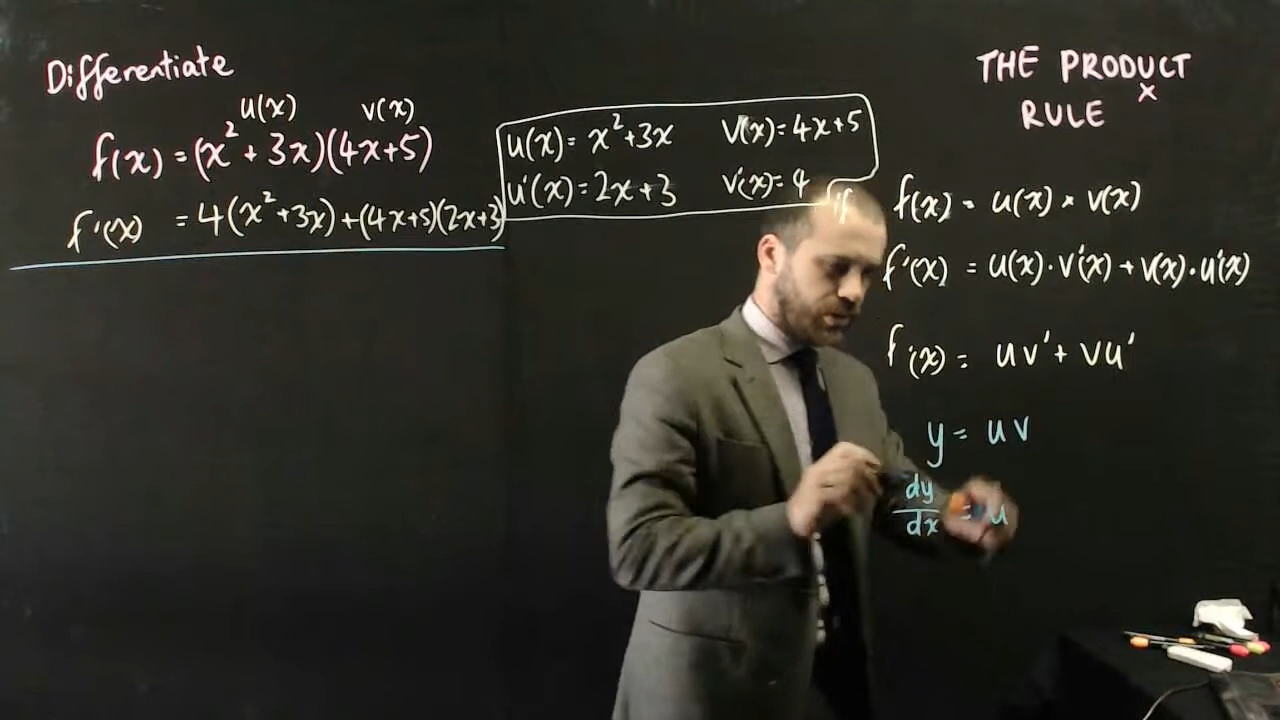 Differentiate
u(x) v(x)
f(x) = (x² + 3x)(4x+5)
f'(x) = 4(x²+3x)+(4x+5)(2x+3)
u(x)= x²+3x v(x)=4x+5
u'(x)=2x+3 v'(x)=4
THE PRODUCT
x
RULE
if f(x) = u(x) × v(x)
f'(x) = u(x)·v'(x) + v(x)·u'(x)
f'(x) = uv' + vu'
y = uv
dy/dx = u